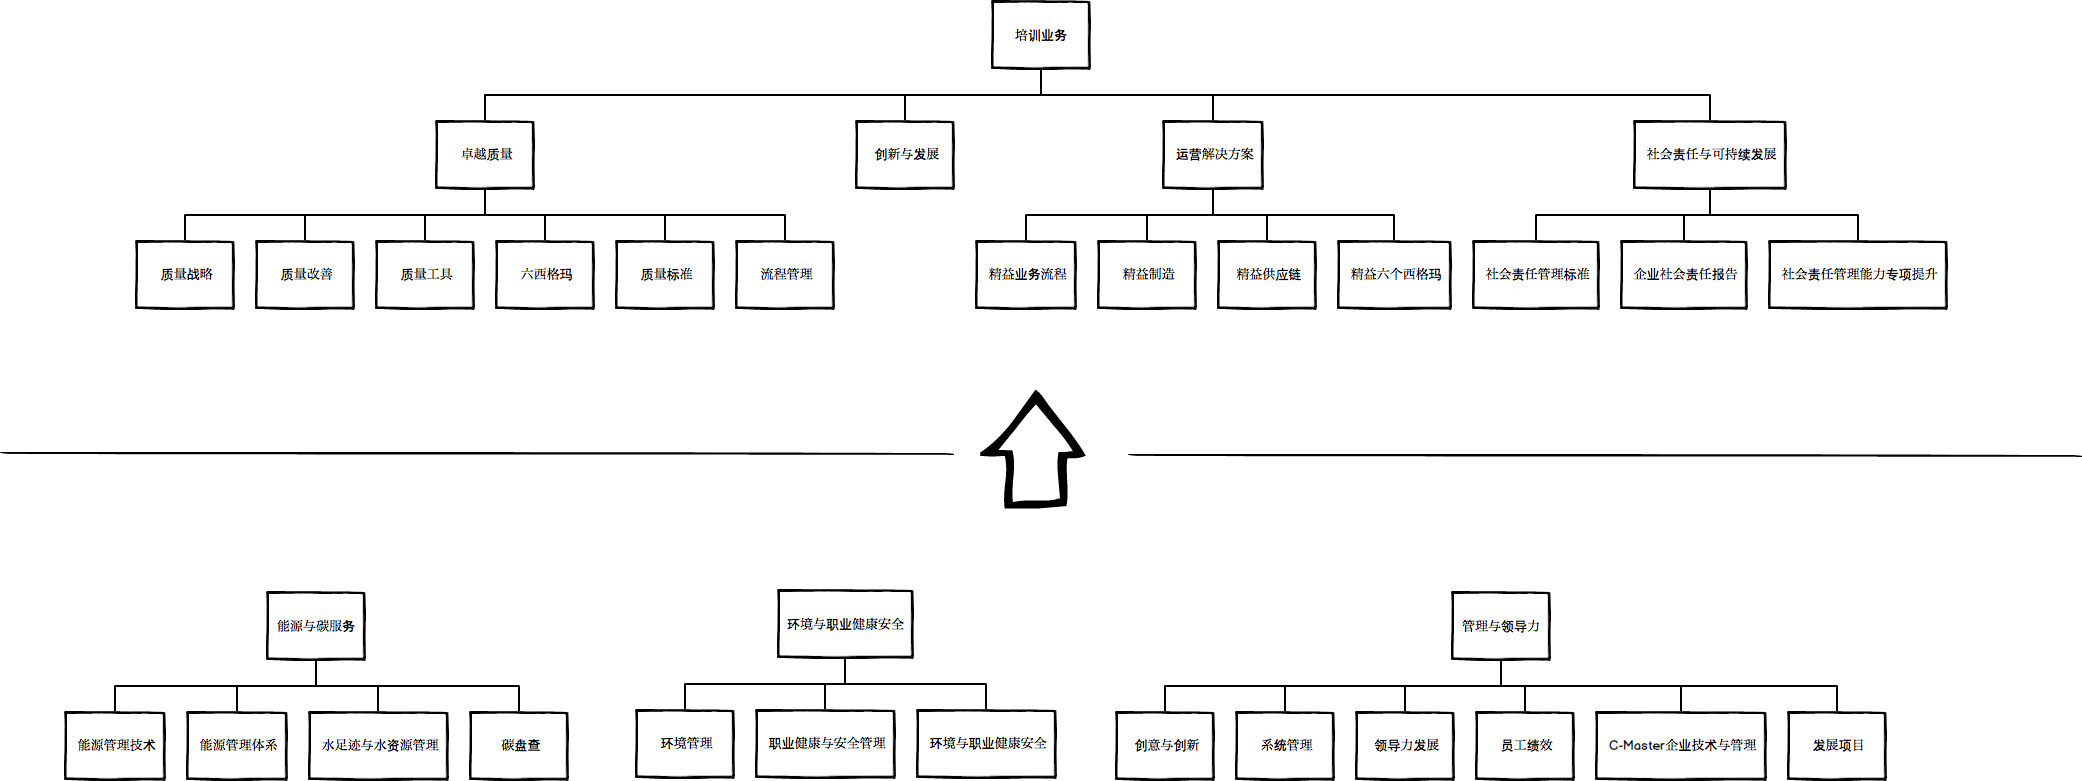 培训业务
卓越质量
创新与发展
运营解决方案
社会责任与可持续发展
质量战略
质量改善
质量工具
六西格玛
质量标准
流程管理
精益业务流程
精益制造
精益供应链
精益六个西格玛
社会责任管理标准
企业社会责任报告
社会责任管理能力专项提升
能源与碳服务
环境与职业健康安全
管理与领导力
能源管理技术
能源管理体系
水足迹与水资源管理
碳盘查
环境管理
职业健康与安全管理
环境与职业健康安全
创意与创新
系统管理
领导力发展
员工绩效
C-Master企业技术与管理
发展项目